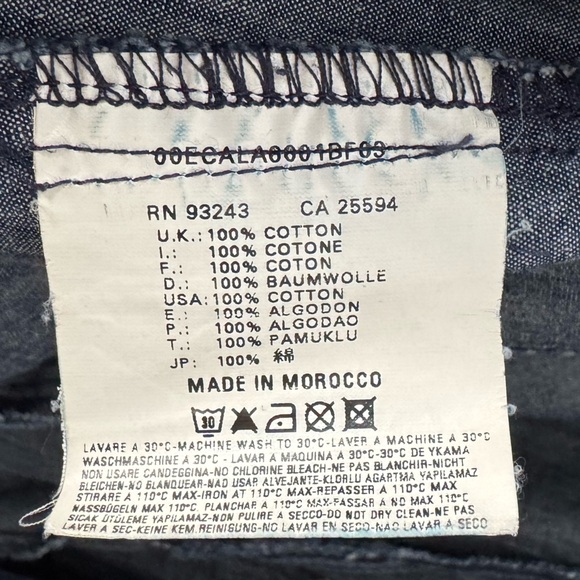 00ECALA0001BF03
RN 93243 CA 25594
U.K.: 100% COTTON
I.: 100% COTONE
F.: 100% COTON
D.: 100% BAUMWOLLE
USA: 100% COTTON
E.: 100% ALGODON
P.: 100% ALGODAO
T.: 100% PAMUKLU
JP: 100% 綿
MADE IN MOROCCO
30
LAVARE A 30°C-MACHINE WASH TO 30°C-LAVER A MACHINE A 30°C
WASCHMASCHINE A 30°C - LAVAR A MAQUINA A 30°C-30°C DE YKAMA
NON USARE CANDEGGINA-NO CHLORINE BLEACH-NE PAS BLANCHIR-NICHT
BLEICHEN-NO BLANQUEAR-NAO USAR ALVEJANTE-KLORLU AGARTMA YAPILAMAZ
STIRARE A 110°C MAX-IRON AT 110°C MAX-REPASSER A 110°C MAX
NASSBÜGELN MAX 110°C, PLANCHAR A 110°C MAX-PASSAR A NO MAX 110°C
SICAK ÜTÜLEME YAPILAMAZ-NON PULIRE A SECCO-DO NOT DRY CLEAN-NE PAS
LAVER A SEC-KEINE KEM.REINIGUNG-NO LAVAR EN SECO-NAO LAVAR A SECO